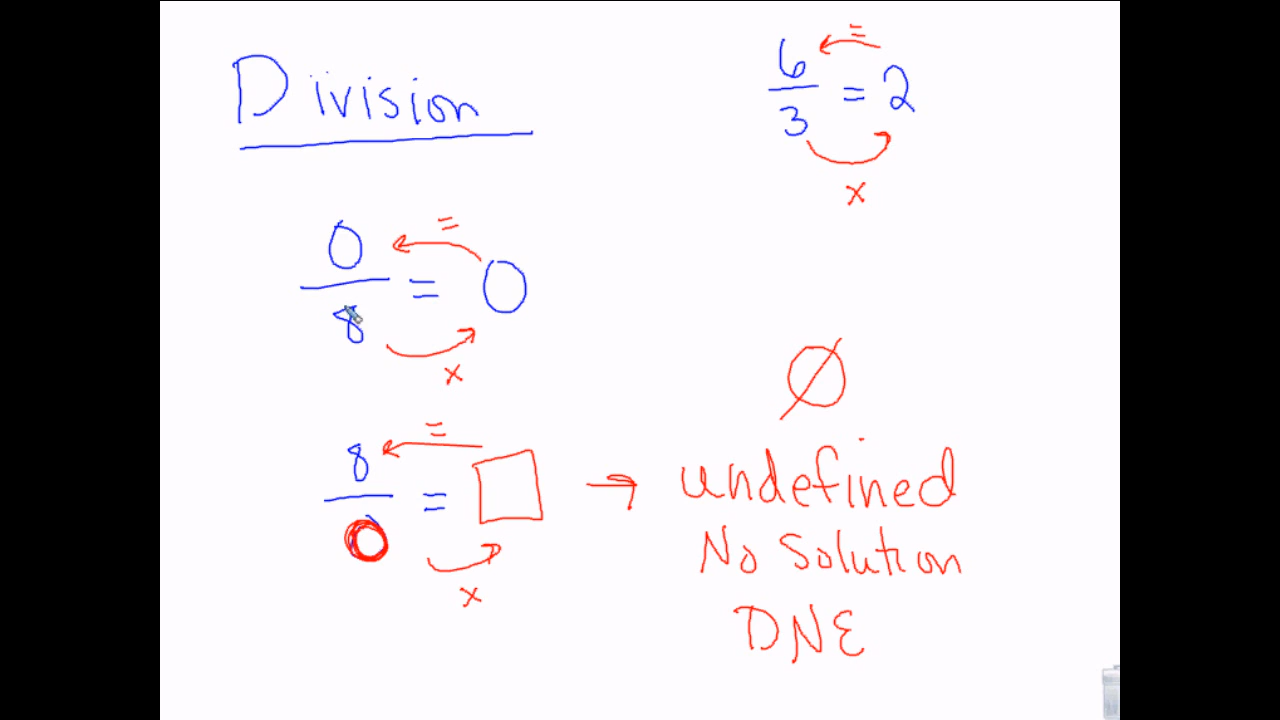 Division
6/3 = 2
=
x
0/8 = 0
=
x
8/0 = □
=
x
→
∅
undefined
No Solution
DNE